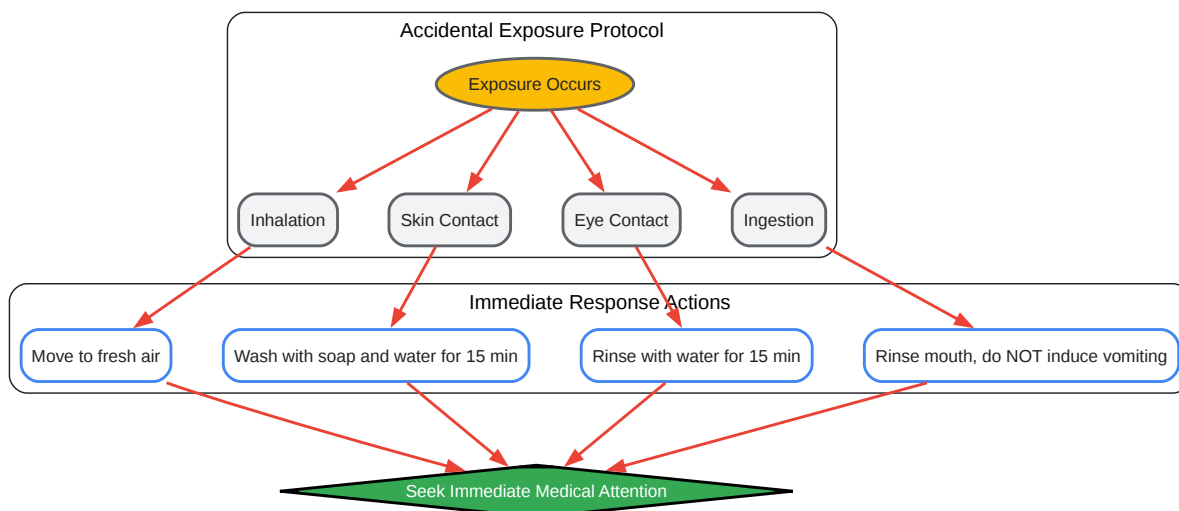 Accidental Exposure Protocol
Exposure Occurs
Inhalation
Skin Contact
Eye Contact
Ingestion
Immediate Response Actions
Move to fresh air
Wash with soap and water for 15 min
Rinse with water for 15 min
Rinse mouth, do NOT induce vomiting
Seek Immediate Medical Attention